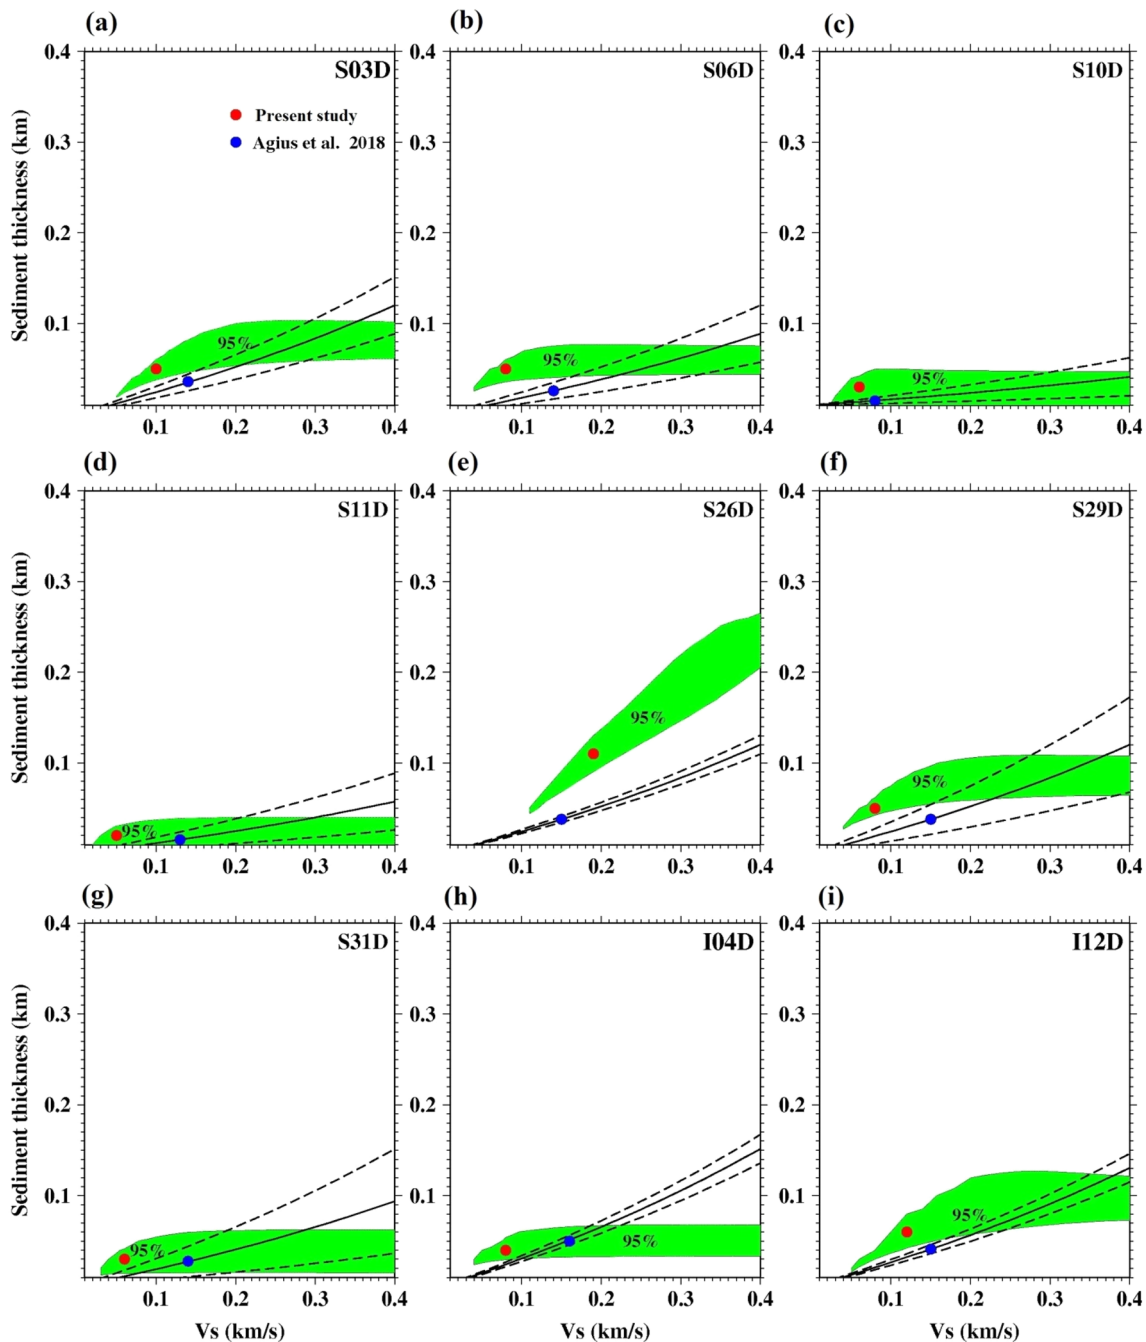 (a)
(b)
(c)
0.4
0.4
0.4
S03D
S06D
S10D
Present study
Agius et al. 2018
Sediment thickness (km)
0.3
0.3
0.3
0.2
0.2
0.2
0.1
0.1
0.1
95%
95%
95%
0.1 0.2 0.3 0.4
0.1 0.2 0.3 0.4
0.1 0.2 0.3 0.4
(d)
(e)
(f)
0.4
0.4
0.4
S11D
S26D
S29D
Sediment thickness (km)
0.3
0.3
0.3
0.2
0.2
0.2
0.1
0.1
0.1
95%
95%
95%
0.1 0.2 0.3 0.4
0.1 0.2 0.3 0.4
0.1 0.2 0.3 0.4
(g)
(h)
(i)
0.4
0.4
0.4
S31D
I04D
I12D
Sediment thickness (km)
0.3
0.3
0.3
0.2
0.2
0.2
0.1
0.1
0.1
95%
95%
95%
0.1 0.2 0.3 0.4
0.1 0.2 0.3 0.4
0.1 0.2 0.3 0.4
Vs (km/s)
Vs (km/s)
Vs (km/s)